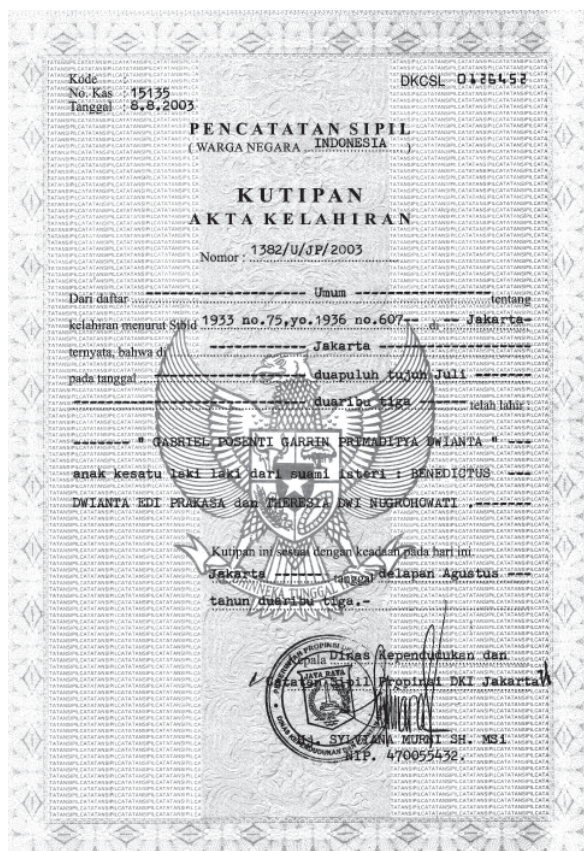 Kode :
No. Kas : 15135
Tanggal : 8.8.2003
DKCSL 0126452
PENCATATAN SIPIL
( WARGA NEGARA INDONESIA )
KUTIPAN
AKTA KELAHIRAN
Nomor : 1382/U/JP/2003
Dari daftar -------------------- Umum -------------------- tentang
kelahiran menurut Stbld 1933 no.75,yo.1936 no.607-- di -- Jakarta-
ternyata, bahwa di ---------- Jakarta ----------------
pada tanggal -------------------- duapuluh tujuh Juli -------
------------------------- duaribu tiga -------- telah lahir :
------- " GABRIEL POSENTI GARRIN PRIMADITYA DWIANTA " ---
anak kesatu laki laki dari suami isteri : BENEDICTUS ---
DWIANTA EDI PRAKASA dan THERESIA DWI NUGROHOWATI .-------
Kutipan ini sesuai dengan keadaan pada hari ini.
Jakarta ------ tanggal delapan Agustus ---
tahun duaribu tiga.-
BHINNEKA TUNGGAL
Kepala Dinas Kependudukan dan
Catatan Sipil Propinsi DKI Jakarta
JAYA RAYA
SYLVIANA MURNI SH. MSi
NIP. 470055432.